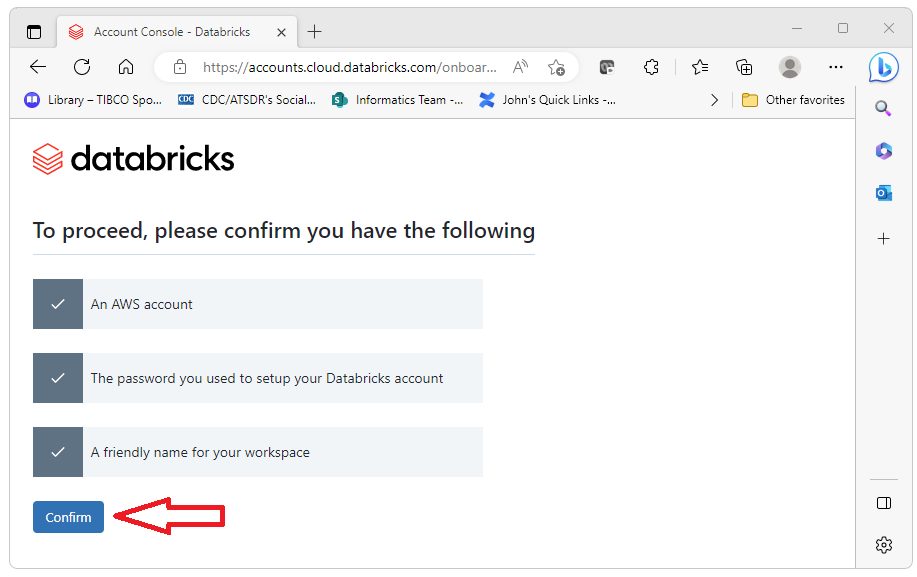 Account Console - Databricks
https://accounts.cloud.databricks.com/onboar...
Library – TIBCO Spo...
CDC
CDC/ATSDR's Social...
Informatics Team -...
John's Quick Links -...
Other favorites
databricks
To proceed, please confirm you have the following
An AWS account
The password you used to setup your Databricks account
A friendly name for your workspace
Confirm